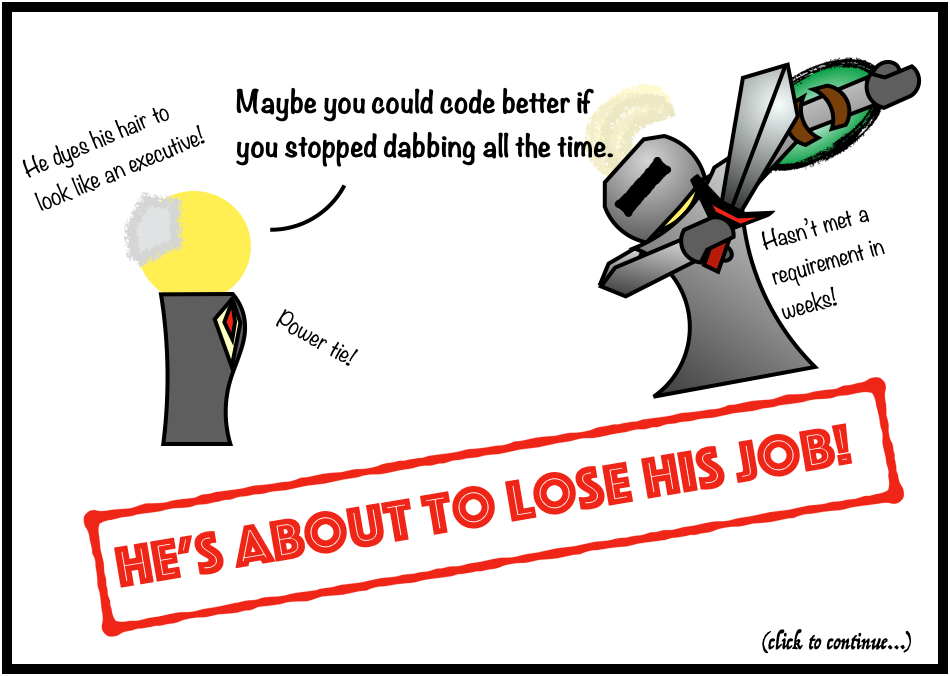 He dyes his hair to
look like an executive!
Maybe you could code better if
you stopped dabbing all the time.
Hasn't met a
requirement in
weeks!
Power tie!
HE'S ABOUT TO LOSE HIS JOB!
(click to continue...)